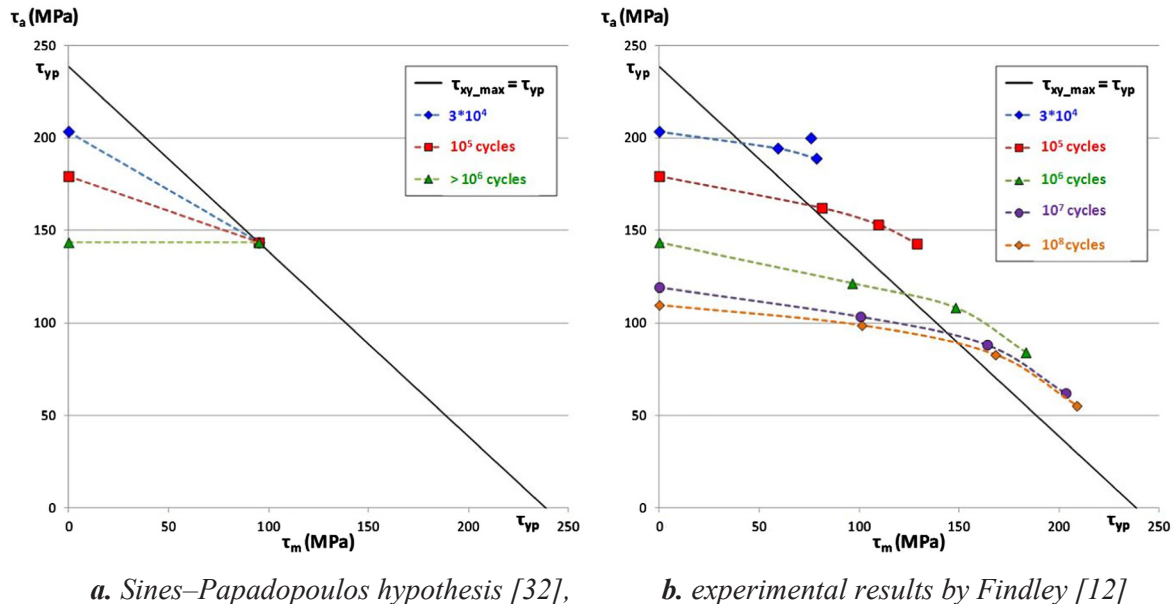 τa (MPa)
250
τyp
200
150
100
50
0
0
50
100
150
200
τyp
250
τm (MPa)
τxy_max = τyp
3*10⁴
10⁵ cycles
> 10⁶ cycles
a. Sines–Papadopoulos hypothesis [32],
τa (MPa)
250
τyp
200
150
100
50
0
0
50
100
150
200
τyp
250
τm (MPa)
τxy_max = τyp
3*10⁴
10⁵ cycles
10⁶ cycles
10⁷ cycles
10⁸ cycles
b. experimental results by Findley [12]